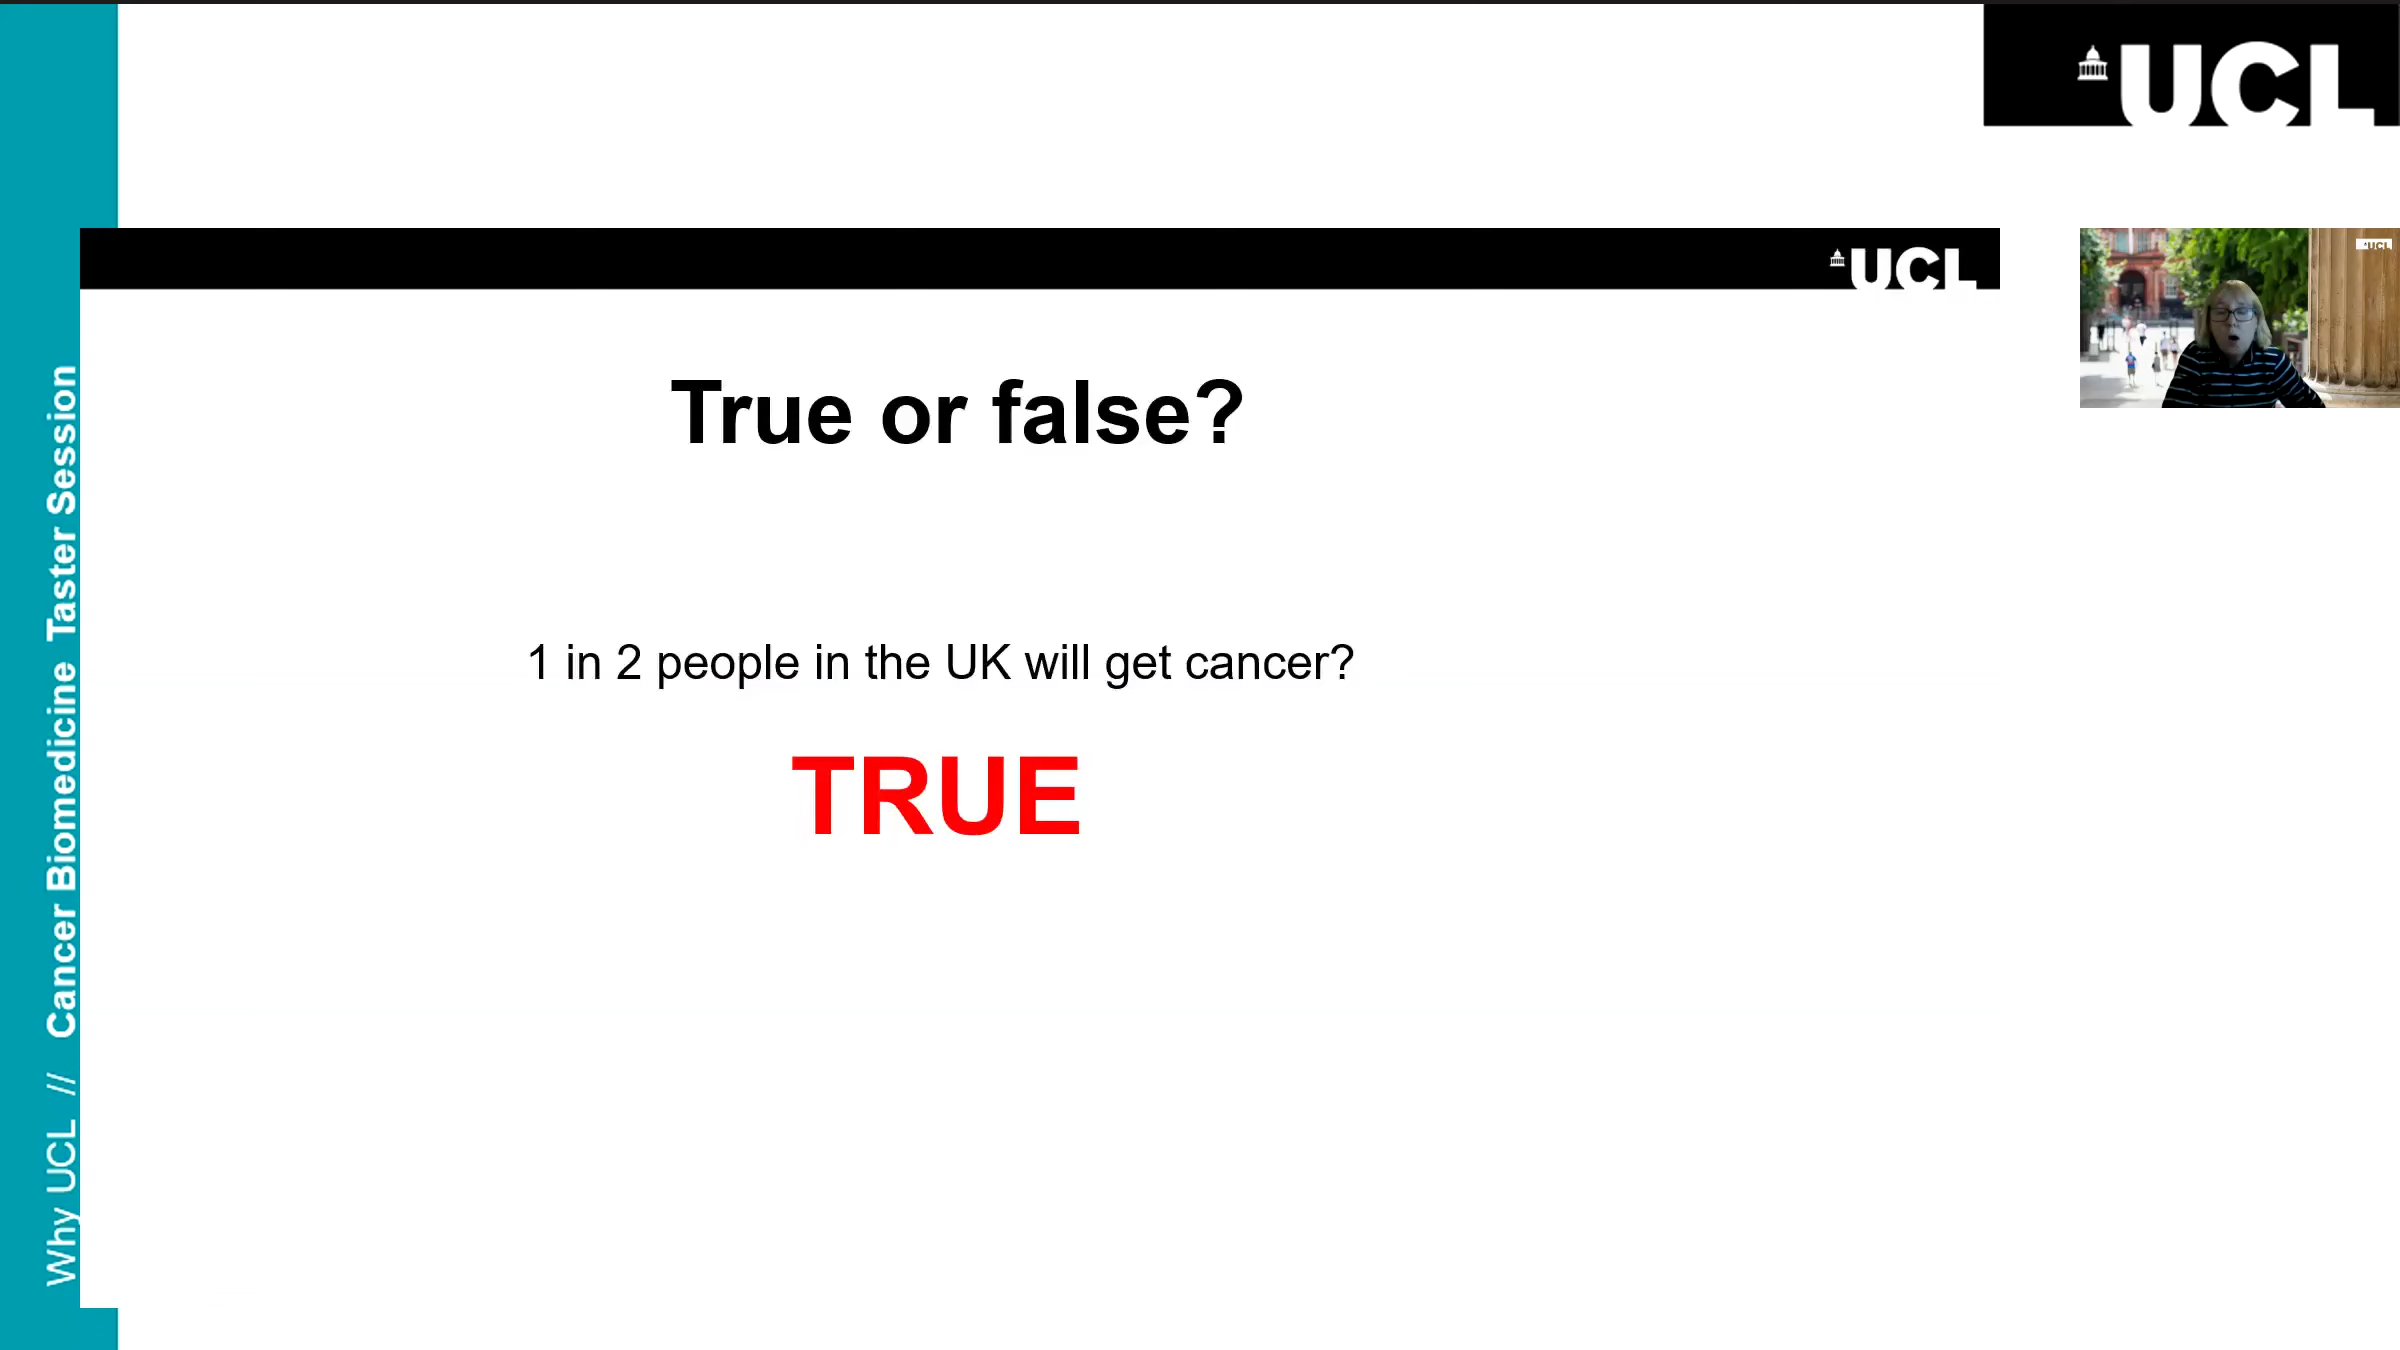 UCL
UCL
UCL
True or false?
1 in 2 people in the UK will get cancer?
TRUE
Why UCL // Cancer Biomedicine Taster Session